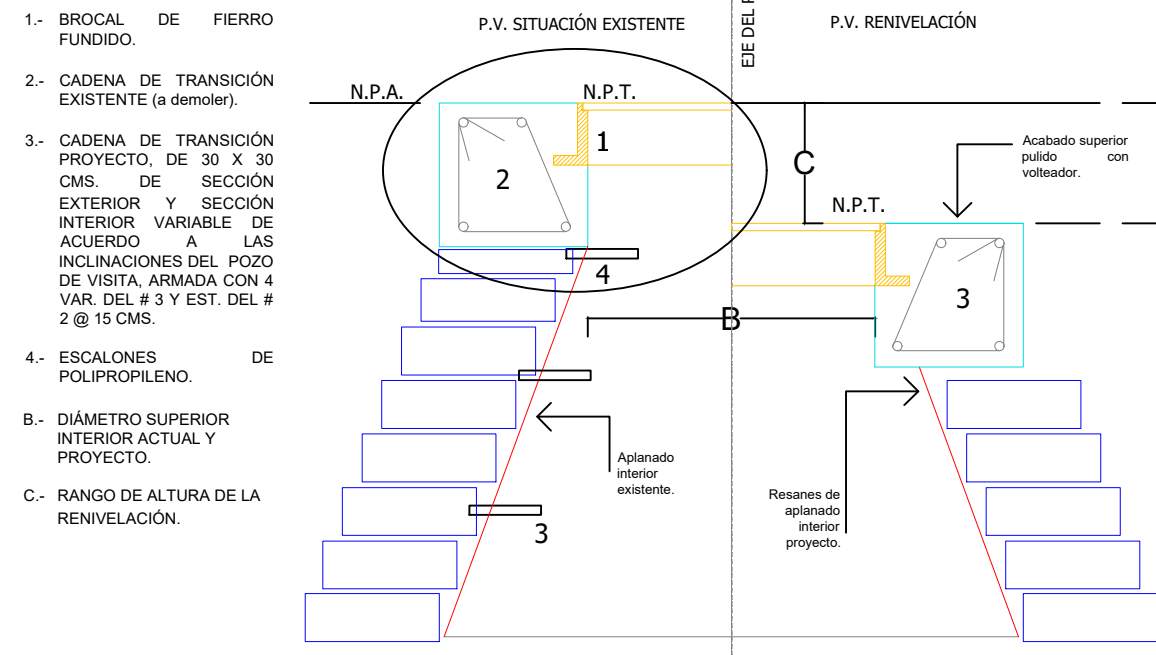 1.- BROCAL DE FIERRO
FUNDIDO.
2.- CADENA DE TRANSICIÓN
EXISTENTE (a demoler).
3.- CADENA DE TRANSICIÓN
PROYECTO, DE 30 X 30
CMS. DE SECCIÓN
EXTERIOR Y SECCIÓN
INTERIOR VARIABLE DE
ACUERDO A LAS
INCLINACIONES DEL POZO
DE VISITA, ARMADA CON 4
VAR. DEL # 3 Y EST. DEL #
2 @ 15 CMS.
4.- ESCALONES DE
POLIPROPILENO.
B.- DIÁMETRO SUPERIOR
INTERIOR ACTUAL Y
PROYECTO.
C.- RANGO DE ALTURA DE LA
RENIVELACIÓN.
P.V. SITUACIÓN EXISTENTE
N.P.A.
N.P.T.
1
2
4
3
Aplanado
interior
existente.
EJE DEL
B
P.V. RENIVELACIÓN
C
N.P.T.
3
Acabado superior
pulido con
volteador.
Resanes de
aplanado
interior
proyecto.